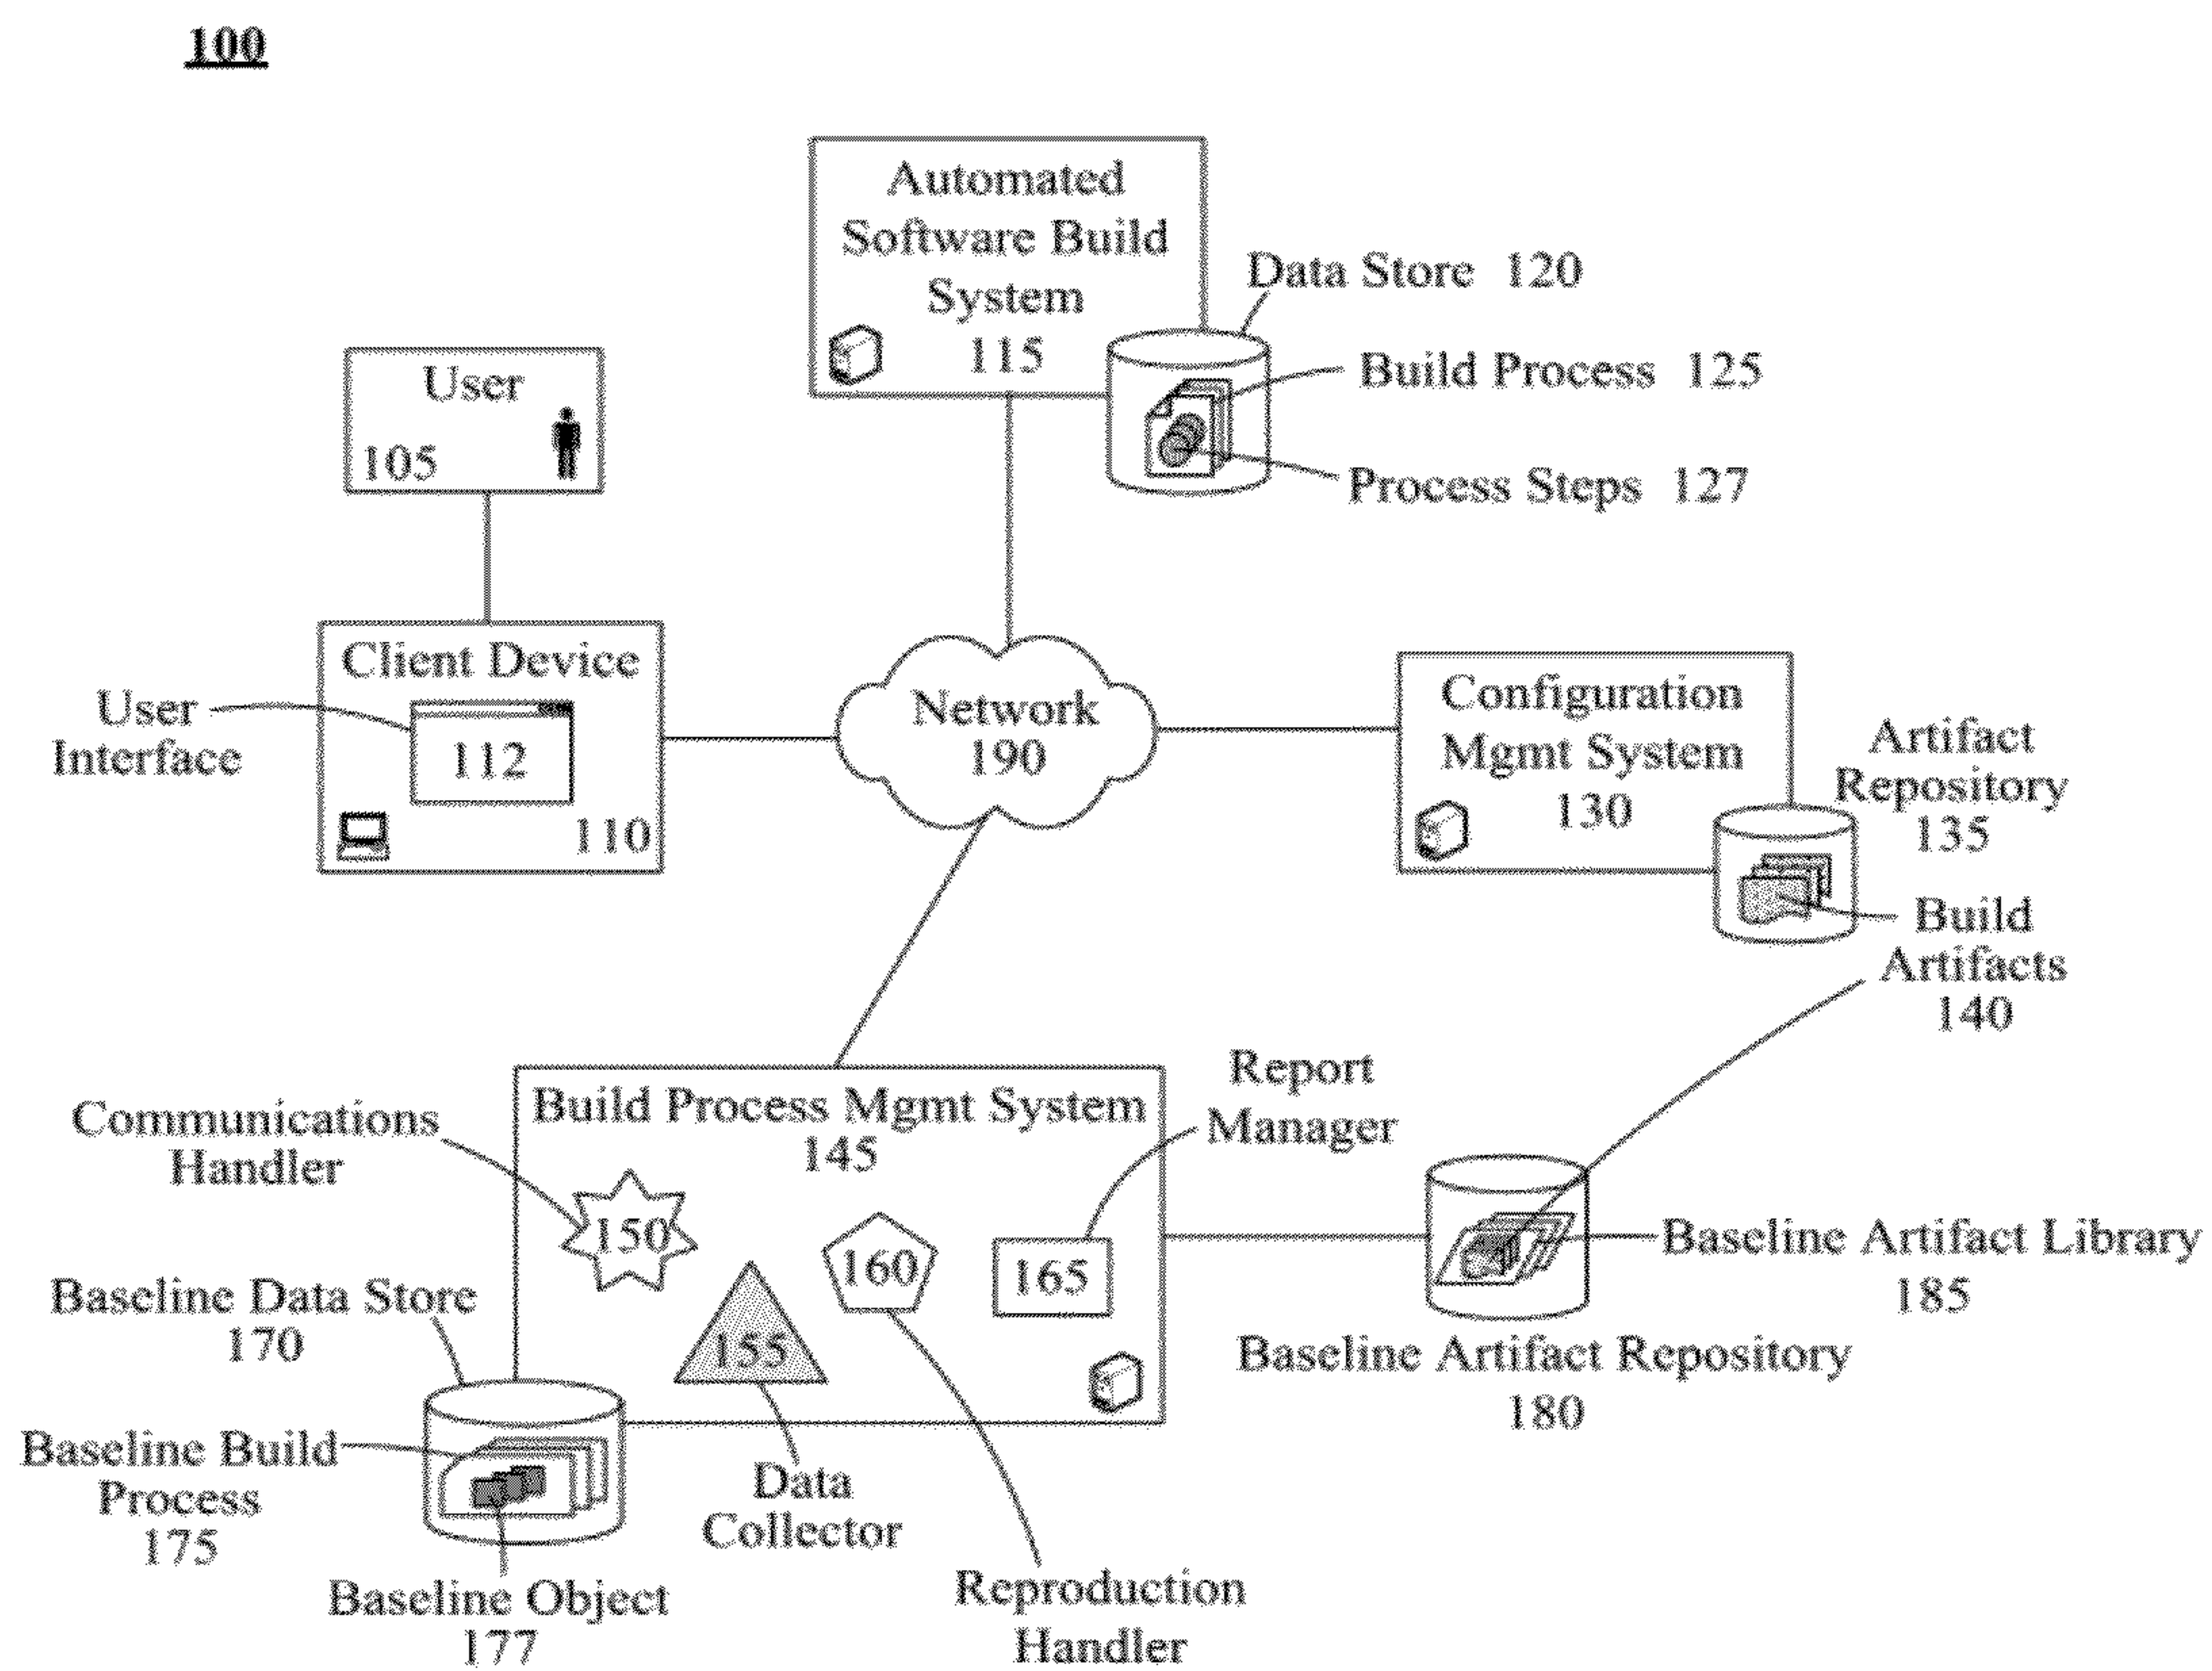 100
Automated
Software Build
System
115
Data Store 120
Build Process 125
Process Steps 127
User
105
Client Device
User
Interface
112
110
Network
190
Configuration
Mgmt System
130
Artifact
Repository
135
Build
Artifacts
140
Build Process Mgmt System
145
Report
Manager
Communications
Handler
150
155
160
165
Baseline Data Store
170
Baseline Artifact Library
185
Baseline Artifact Repository
180
Baseline Build
Process
175
Data
Collector
Baseline Object
177
Reproduction
Handler